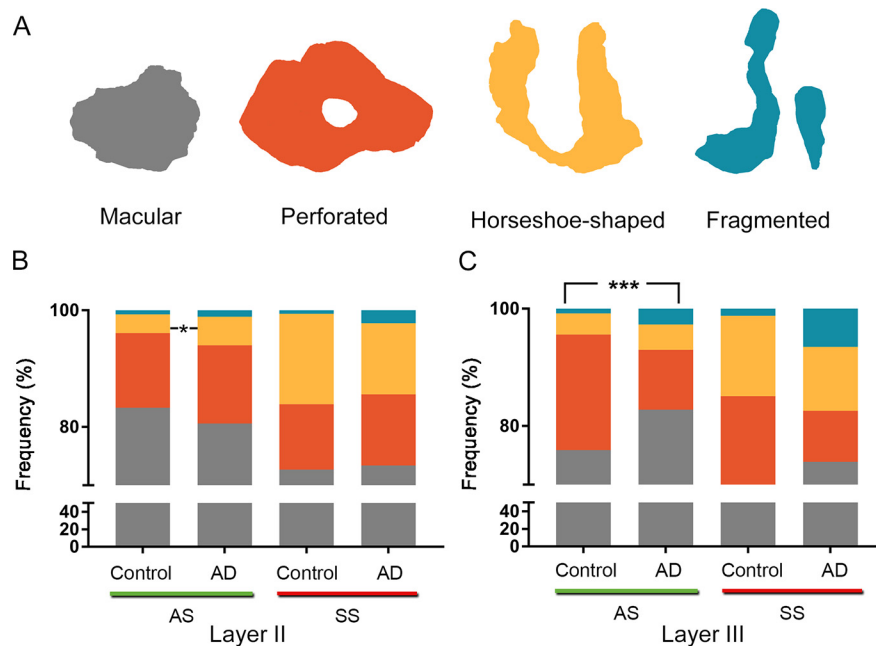 A
Macular
Perforated
Horseshoe-shaped
Fragmented
B
Frequency (%)
100
80
40
20
0
*
Control
AD
Control
AD
AS
SS
Layer II
C
Frequency (%)
100
80
40
20
0
***
Control
AD
Control
AD
AS
SS
Layer III